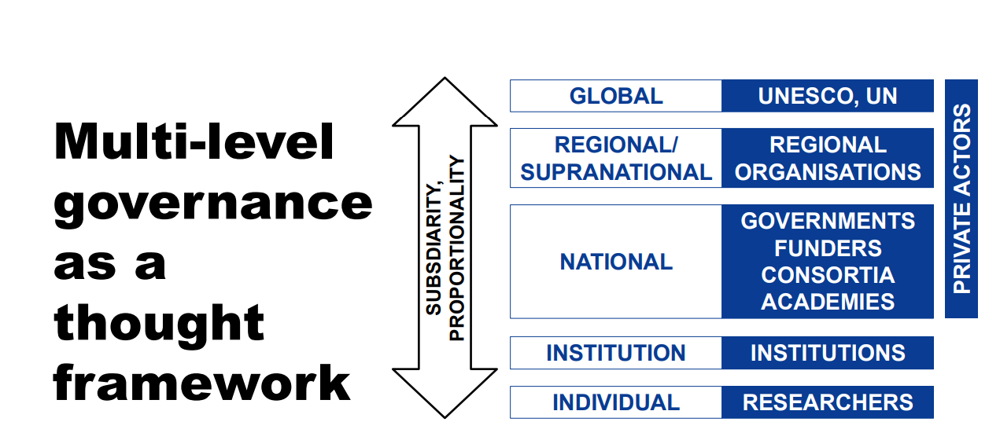 Multi-level
governance
as a
thought
framework
SUBSDIARITY,
PROPORTIONALITY
GLOBAL
UNESCO, UN
REGIONAL/
SUPRANATIONAL
REGIONAL
ORGANISATIONS
NATIONAL
GOVERNMENTS
FUNDERS
CONSORTIA
ACADEMIES
INSTITUTION
INSTITUTIONS
INDIVIDUAL
RESEARCHERS
PRIVATE ACTORS